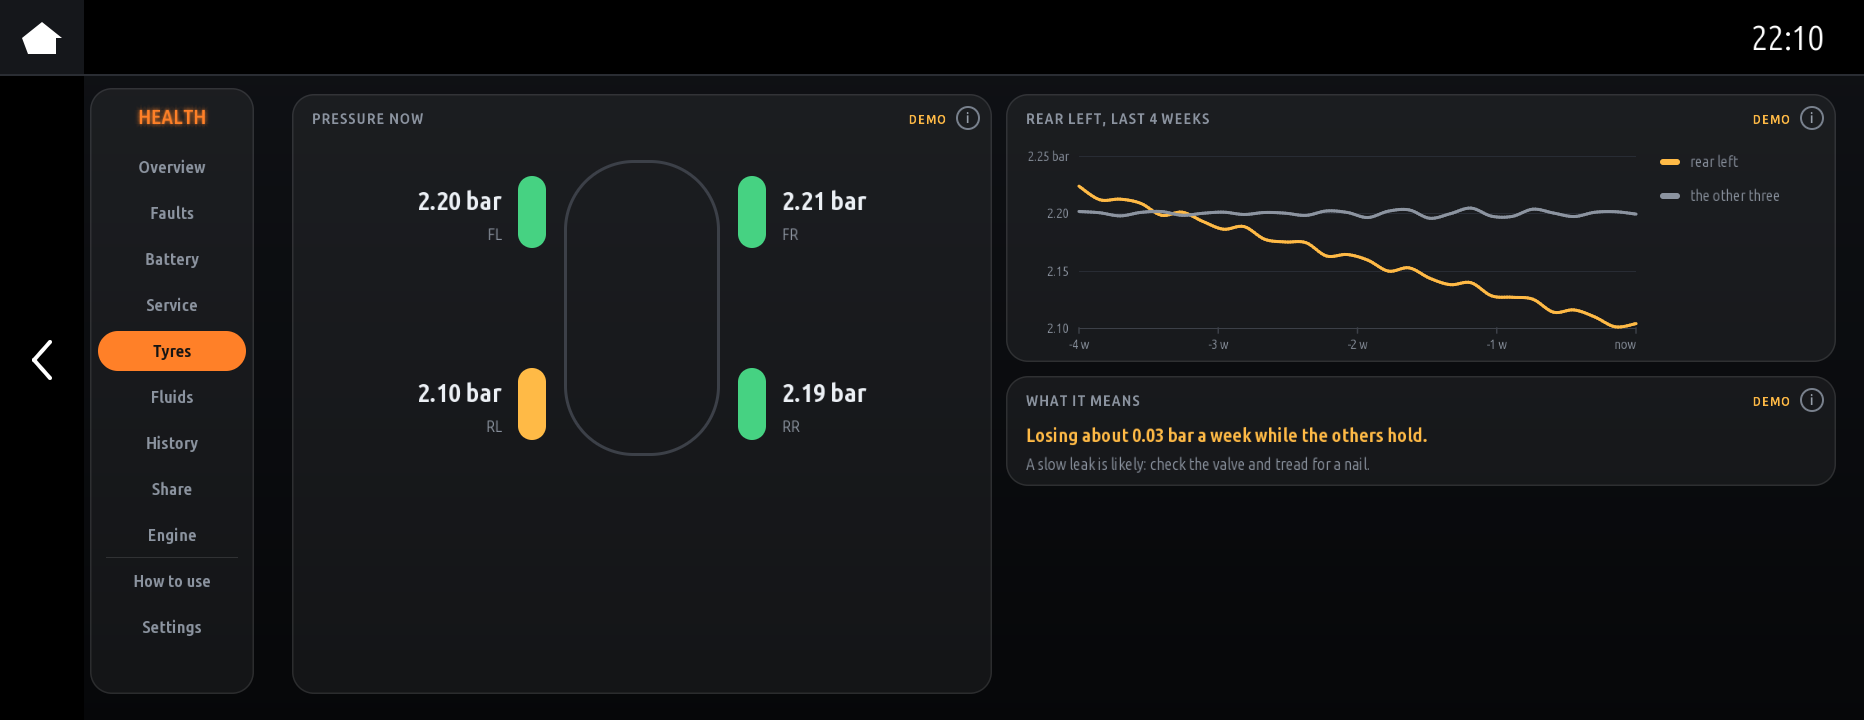 22:10
HEALTH
Overview
Faults
Battery
Service
Tyres
Fluids
History
Share
Engine
How to use
Settings
PRESSURE NOW
DEMO i
2.20 bar
FL
2.21 bar
FR
2.10 bar
RL
2.19 bar
RR
REAR LEFT, LAST 4 WEEKS
DEMO i
2.25 bar
2.20
2.15
2.10
-4 w
-3 w
-2 w
-1 w
now
rear left
the other three
WHAT IT MEANS
DEMO i
Losing about 0.03 bar a week while the others hold.
A slow leak is likely: check the valve and tread for a nail.